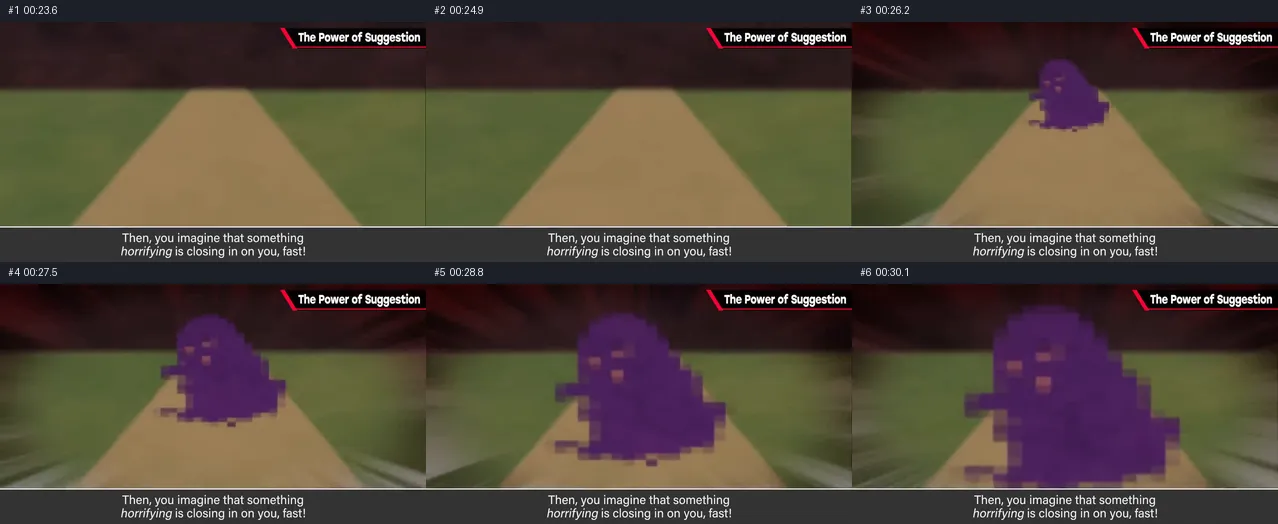 #1 00:23.6
#2 00:24.9
#3 00:26.2
The Power of Suggestion
The Power of Suggestion
The Power of Suggestion
Then, you imagine that something
horrifying is closing in on you, fast!
Then, you imagine that something
horrifying is closing in on you, fast!
Then, you imagine that something
horrifying is closing in on you, fast!
#4 00:27.5
#5 00:28.8
#6 00:30.1
The Power of Suggestion
The Power of Suggestion
The Power of Suggestion
Then, you imagine that something
horrifying is closing in on you, fast!
Then, you imagine that something
horrifying is closing in on you, fast!
Then, you imagine that something
horrifying is closing in on you, fast!